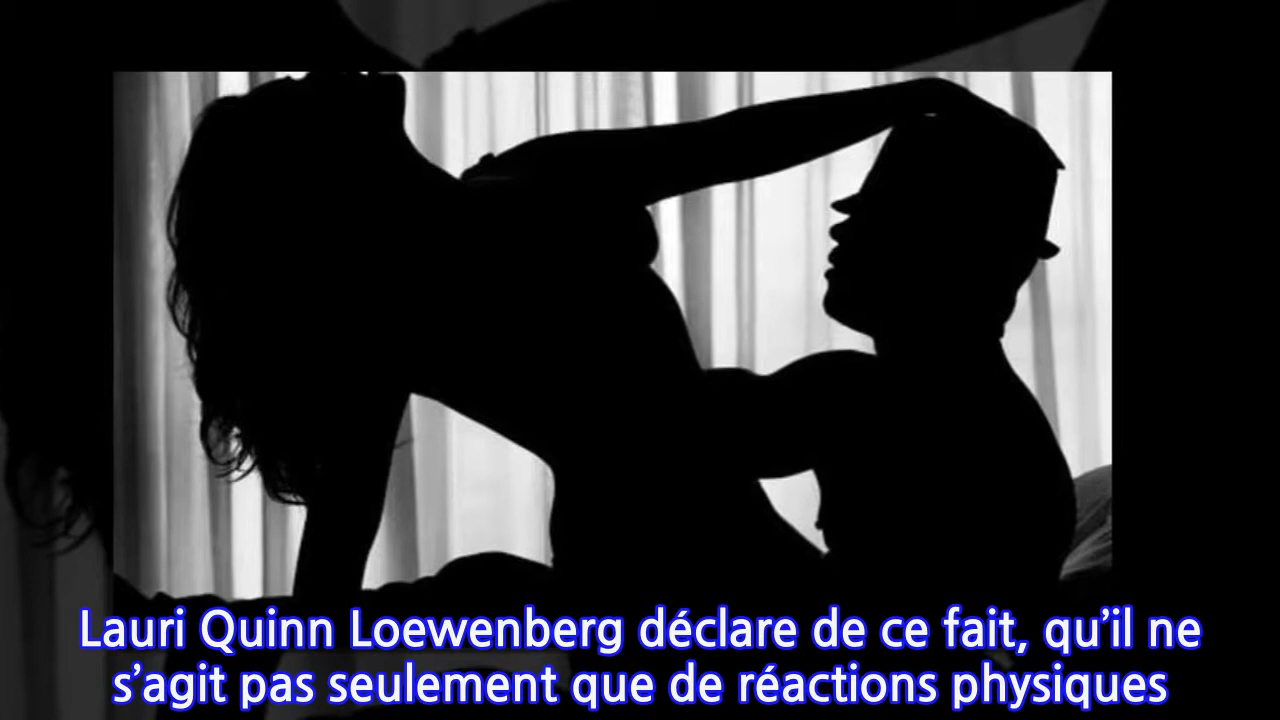 Lauri Quinn Loewenberg déclare de ce fait, qu’il ne
s’agit pas seulement que de réactions physiques